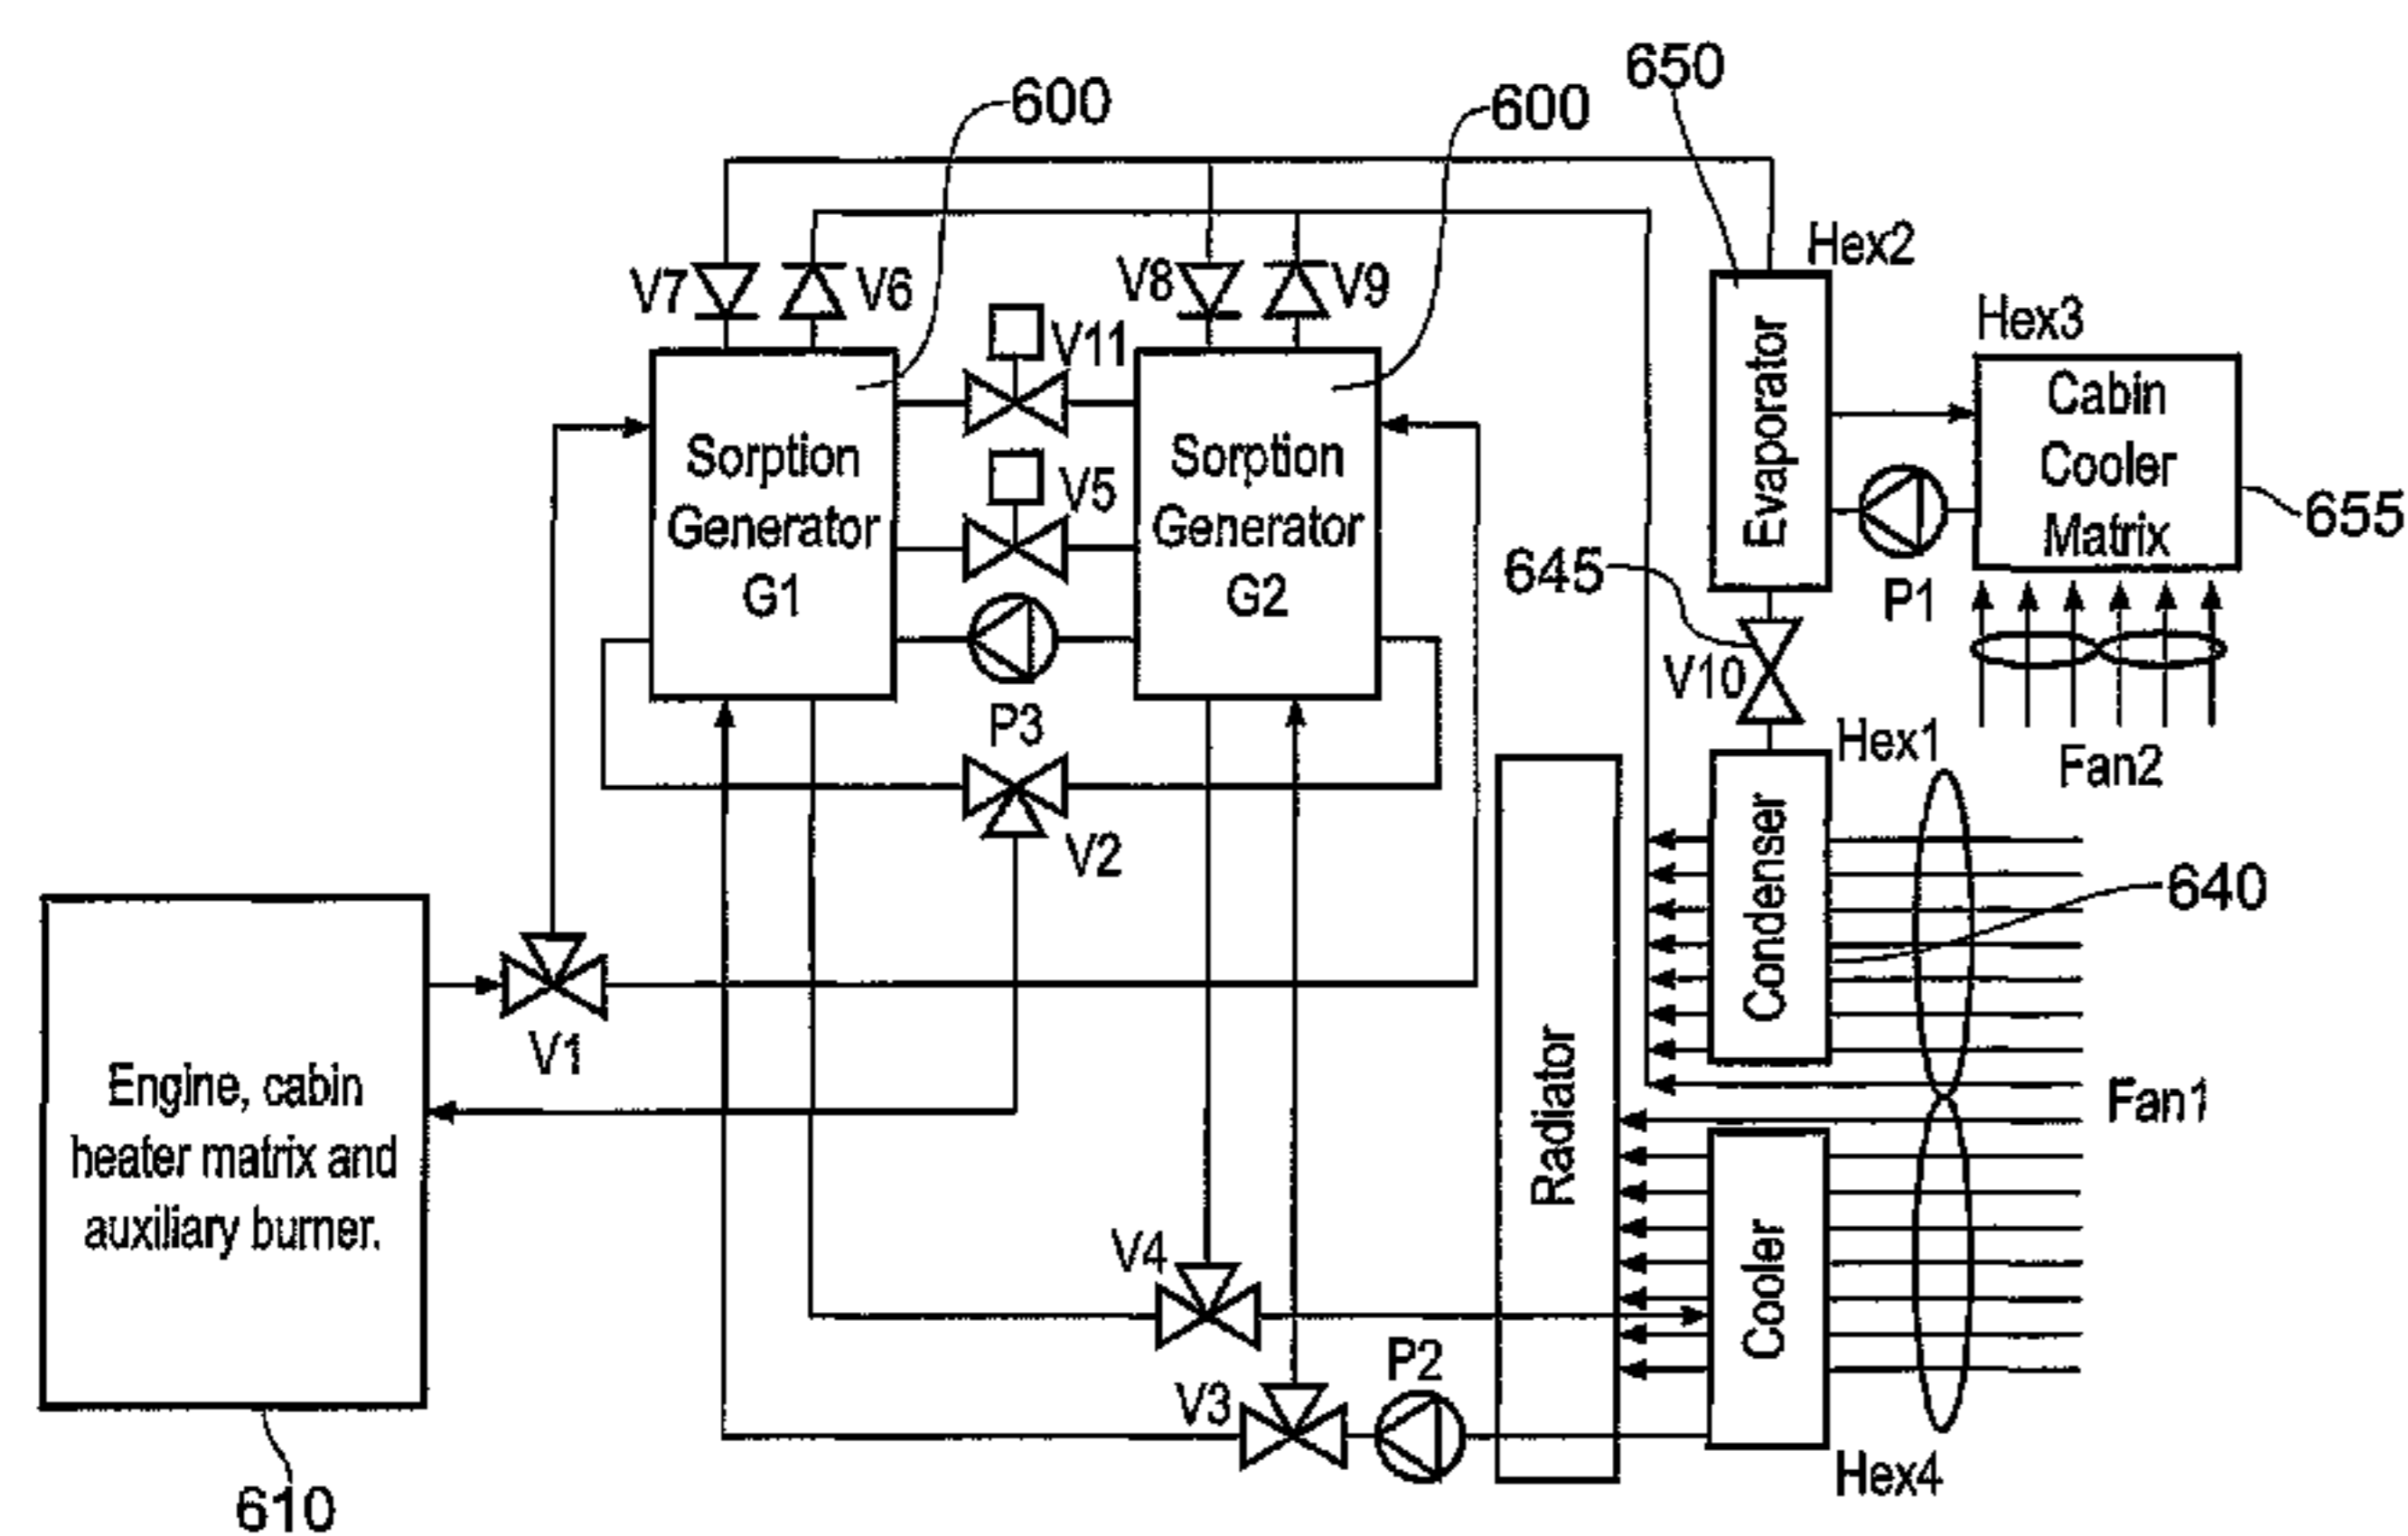 650
600
600
Hex2
V7
V6
V8
V9
V11
Hex3
Evaporator
Cabin
Cooler
Matrix
Sorption
Generator
G1
V5
Sorption
Generator
G2
655
645
P1
V10
P3
Hex1
Fan2
V2
Condenser
640
V1
Engine, cabin
heater matrix and
auxiliary burner.
Radiator
Fan1
V4
Cooler
P2
V3
Hex4
610